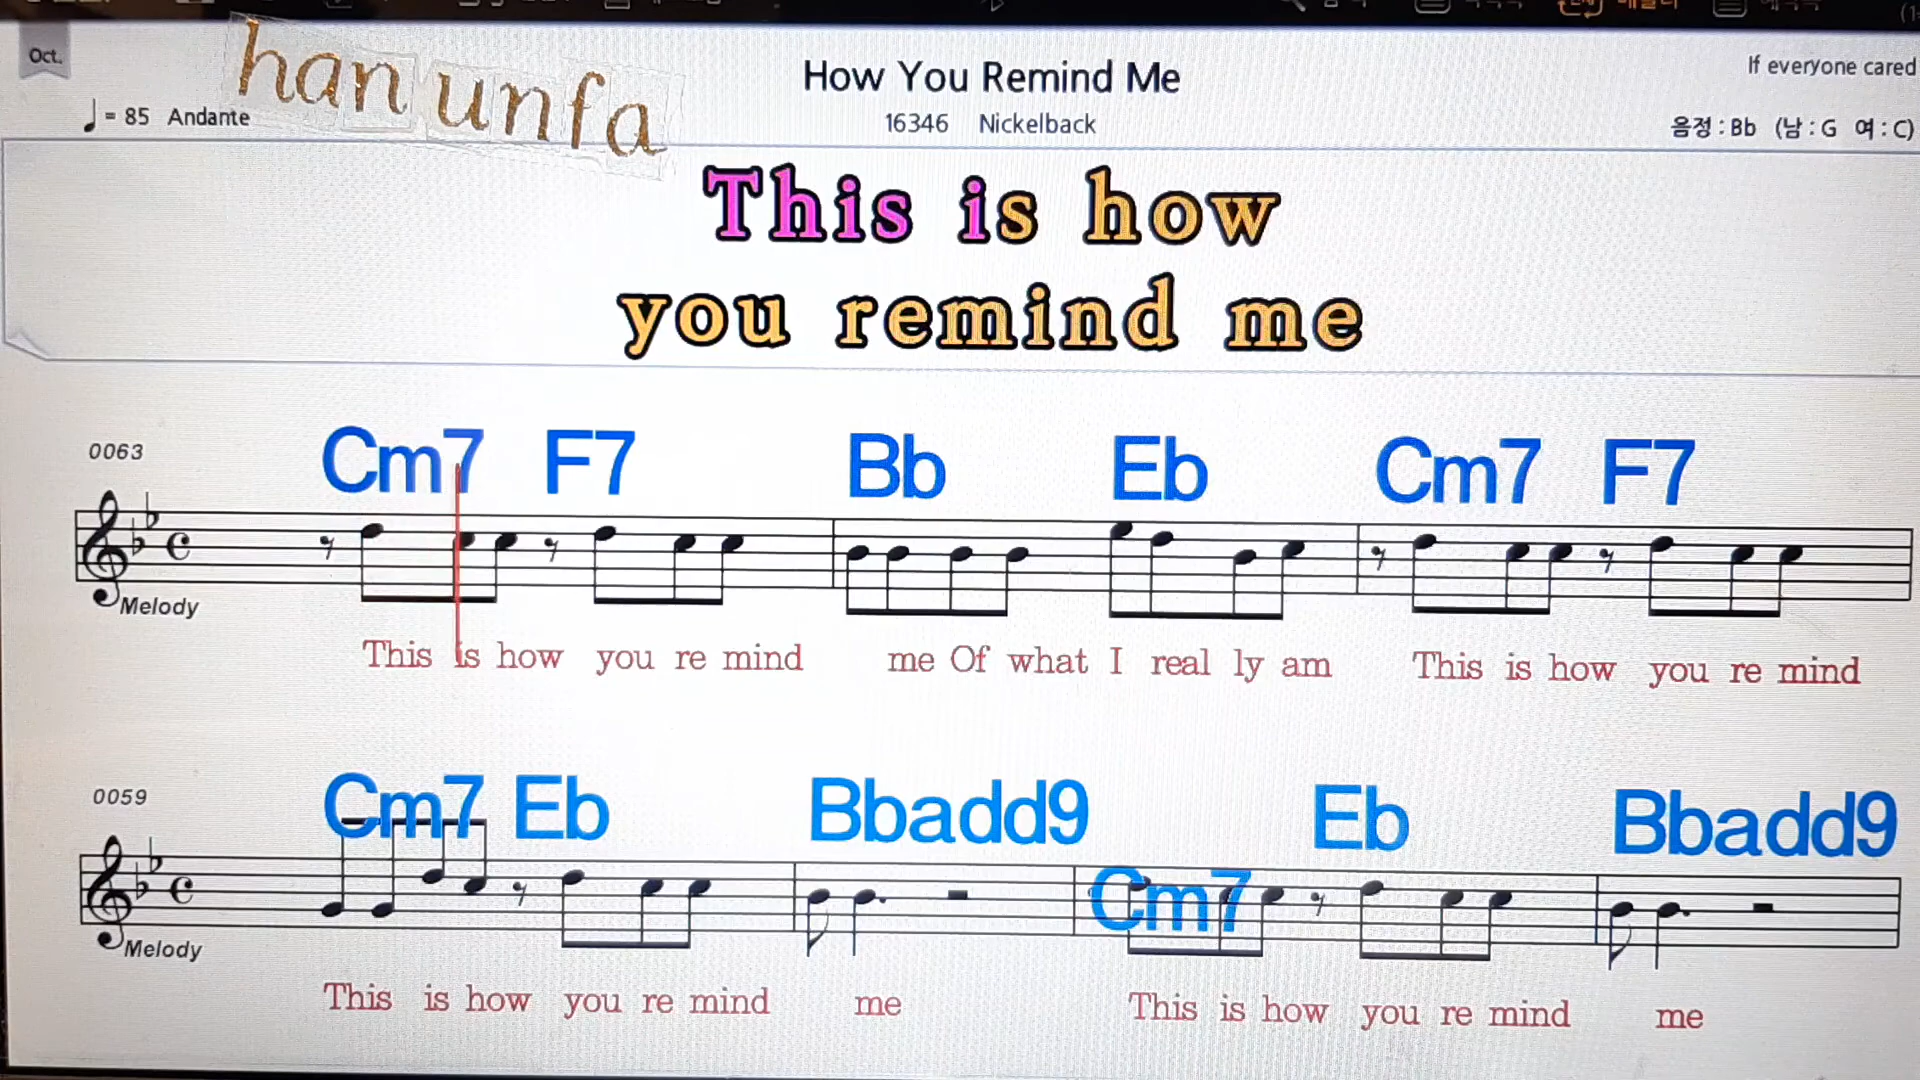 Oct.
han unfa
How You Remind Me
If everyone cared
= 85 Andante
16346 Nickelback
음정 : Bb (남 : G 여 : C)
This is how
you remind me
0063
Cm7 F7 Bb Eb Cm7 F7
Melody
This is how you re mind me Of what I real ly am This is how you re mind
0059
Cm7 Eb Bbadd9 Cm7 Eb Bbadd9
Melody
This is how you re mind me This is how you re mind me